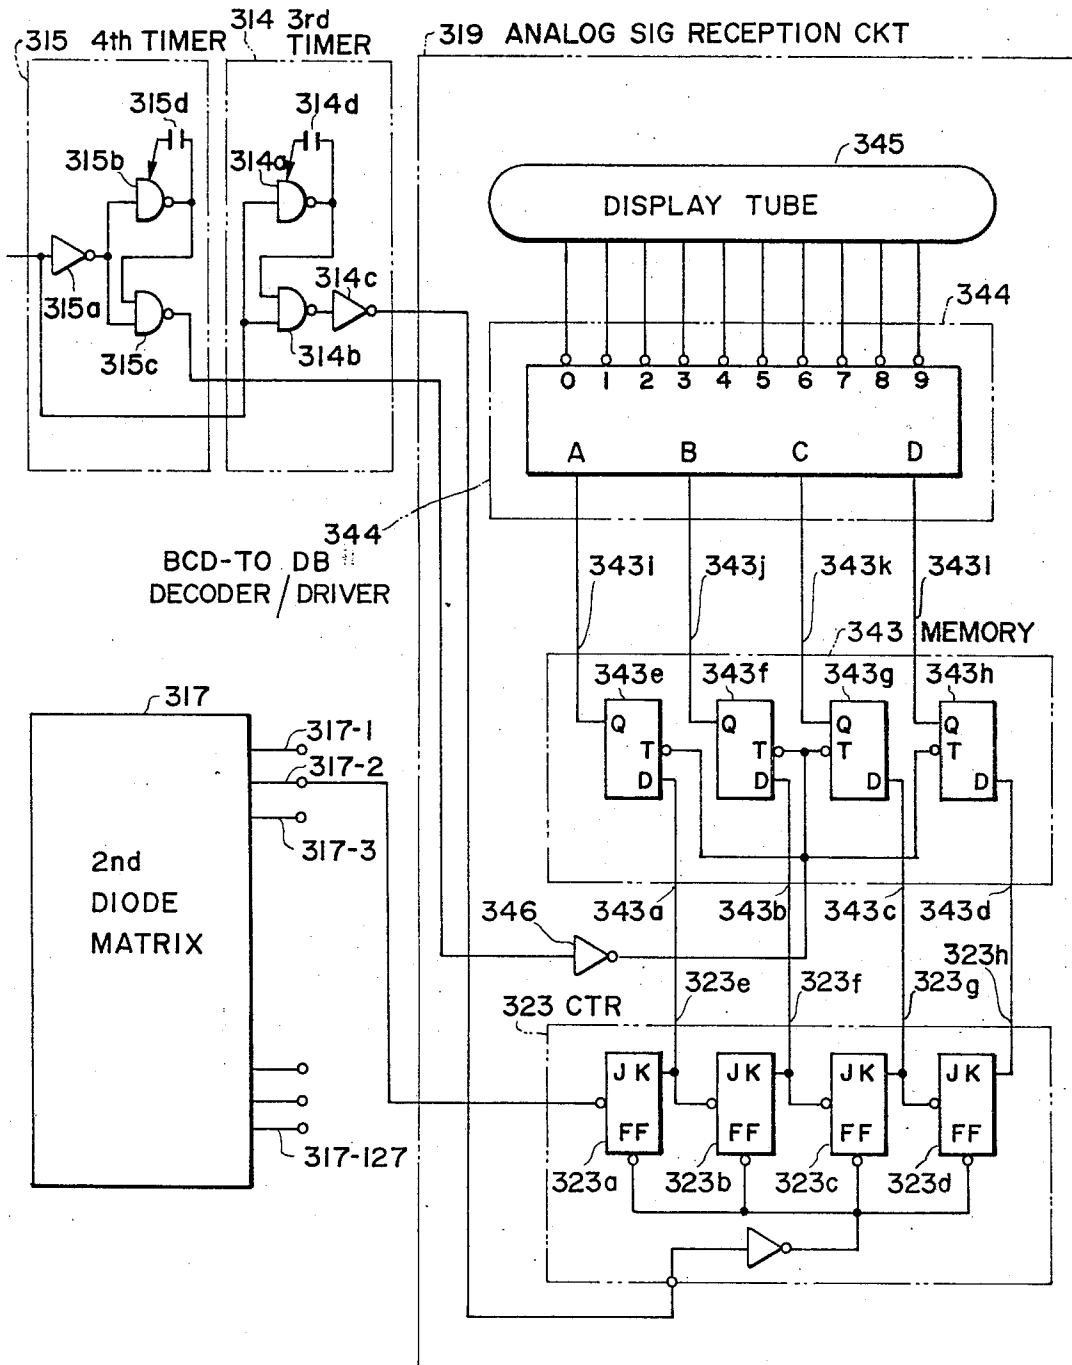 314 3rd
TIMER
315 4th TIMER
319 ANALOG SIG RECEPTION CKT
315d
314d
315b
314a
345
DISPLAY TUBE
315a
314c
344
315c
314b
0 1 2 3 4 5 6 7 8 9
A B C D
344
BCD-TO DB
DECODER/DRIVER
343i
343j
343k
343l
343 MEMORY
343e
343f
343g
343h
Q Q Q Q
T T T T
D D D D
317
317-1
317-2
317-3
2nd
DIODE
MATRIX
317-127
343a
343b
343c
343d
346
323h
323e
323f
323g
323 CTR
JK JK JK JK
FF FF FF FF
323a
323b
323c
323d